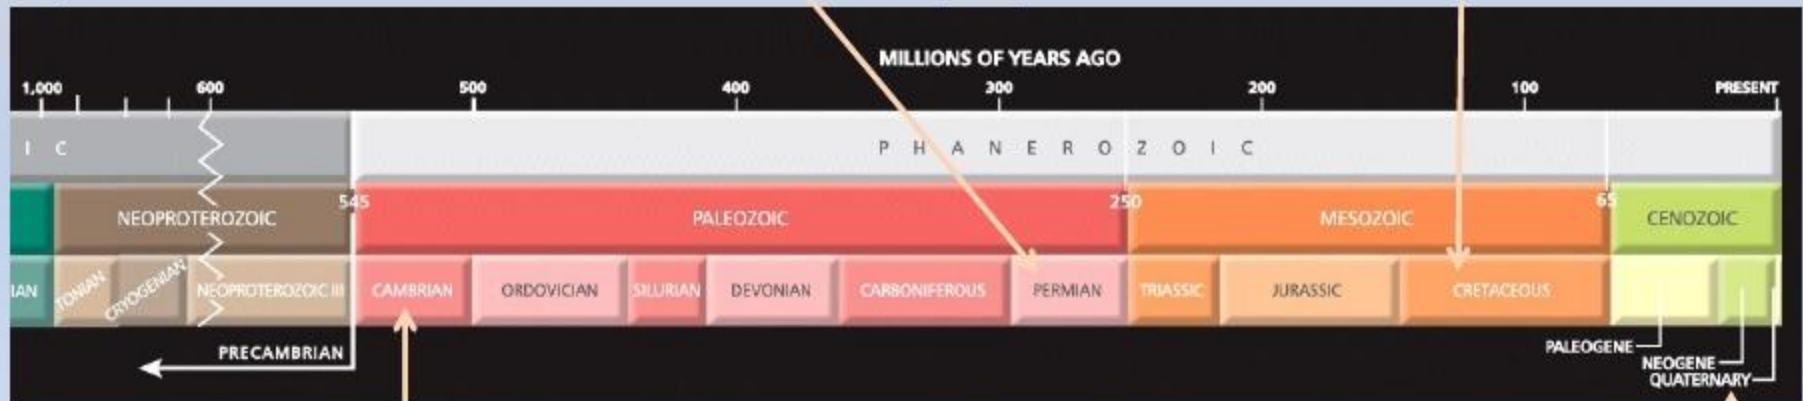 MILLIONS OF YEARS AGO
1,000 600 500 400 300 200 100 PRESENT
I C PHANEROZOIC
545 250 65
NEOPROTEROZOIC PALEOZOIC MESOZOIC CENOZOIC
IAN TONIAN CRYOGENIAN NEOPROTEROZOIC III CAMBRIAN ORDOVICIAN SILURIAN DEVONIAN CARBONIFEROUS PERMIAN TRIASSIC JURASSIC CRETACEOUS
PRECAMBRIAN PALEOGENE
NEOGENE
QUATERNARY